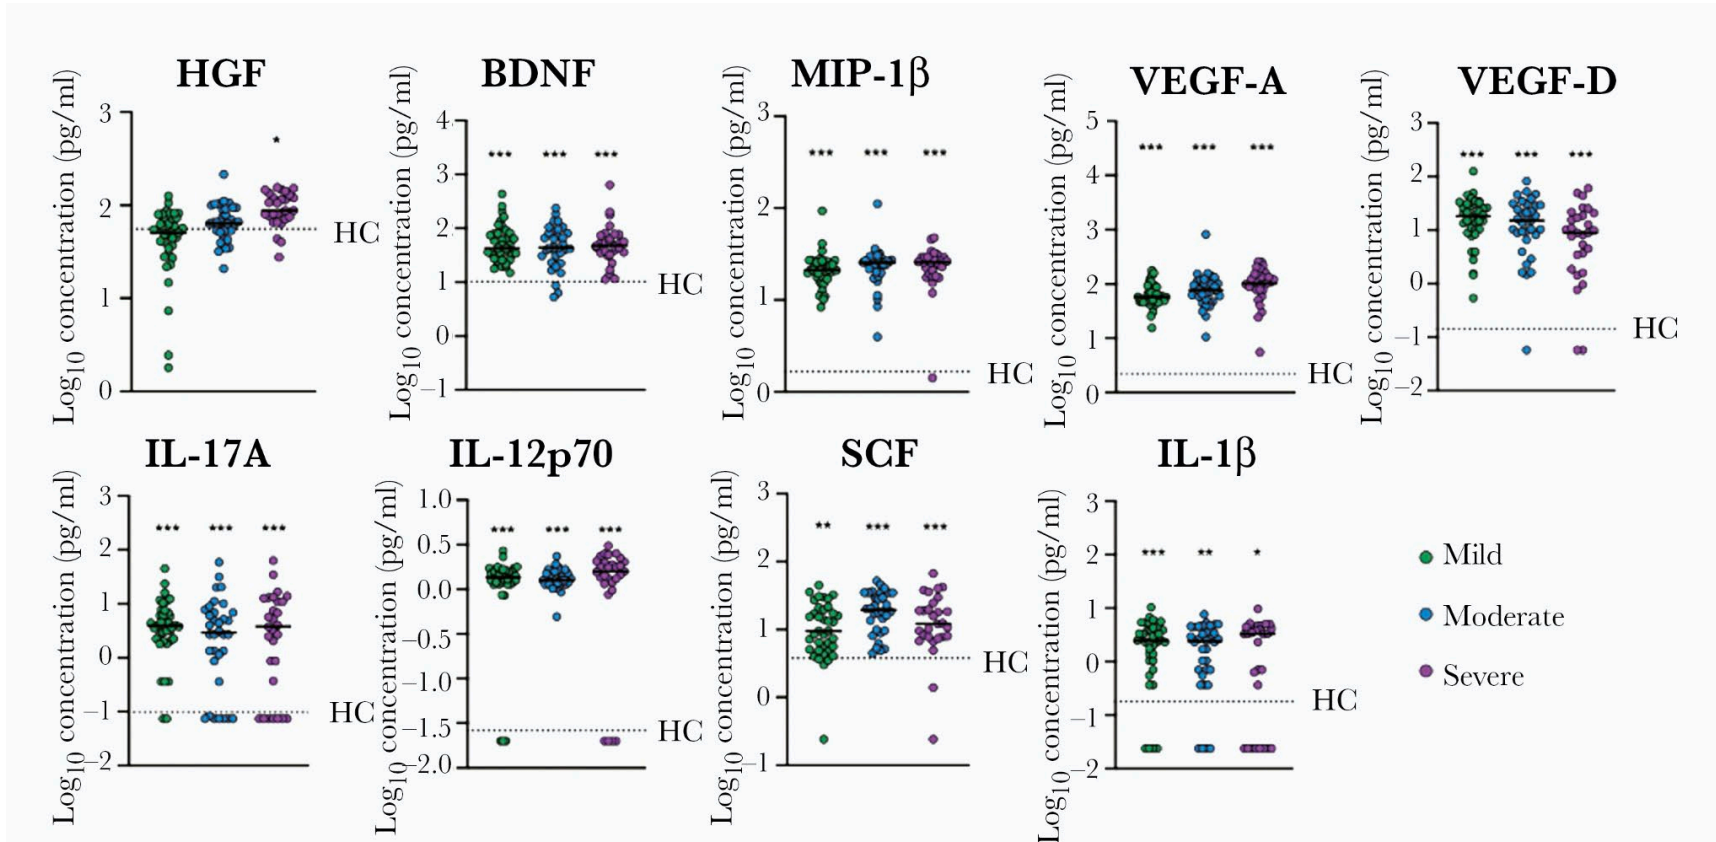 HGF
Log10 concentration (pg/ml)
3
2
1
0
*
HC
BDNF
Log10 concentration (pg/ml)
4
3
2
1
0
−1
*** *** ***
HC
MIP-1β
Log10 concentration (pg/ml)
3
2
1
0
*** *** ***
HC
VEGF-A
Log10 concentration (pg/ml)
5
4
3
2
1
0
*** *** ***
HC
VEGF-D
Log10 concentration (pg/ml)
3
2
1
0
−1
−2
*** *** ***
HC
IL-17A
Log10 concentration (pg/ml)
3
2
1
0
−1
−2
*** *** ***
HC
IL-12p70
Log10 concentration (pg/ml)
1.0
0.5
0.0
−0.5
−1.0
−1.5
−2.0
*** *** ***
HC
SCF
Log10 concentration (pg/ml)
3
2
1
0
−1
** *** ***
HC
IL-1β
Log10 concentration (pg/ml)
3
2
1
0
−1
−2
*** ** *
HC
Mild
Moderate
Severe